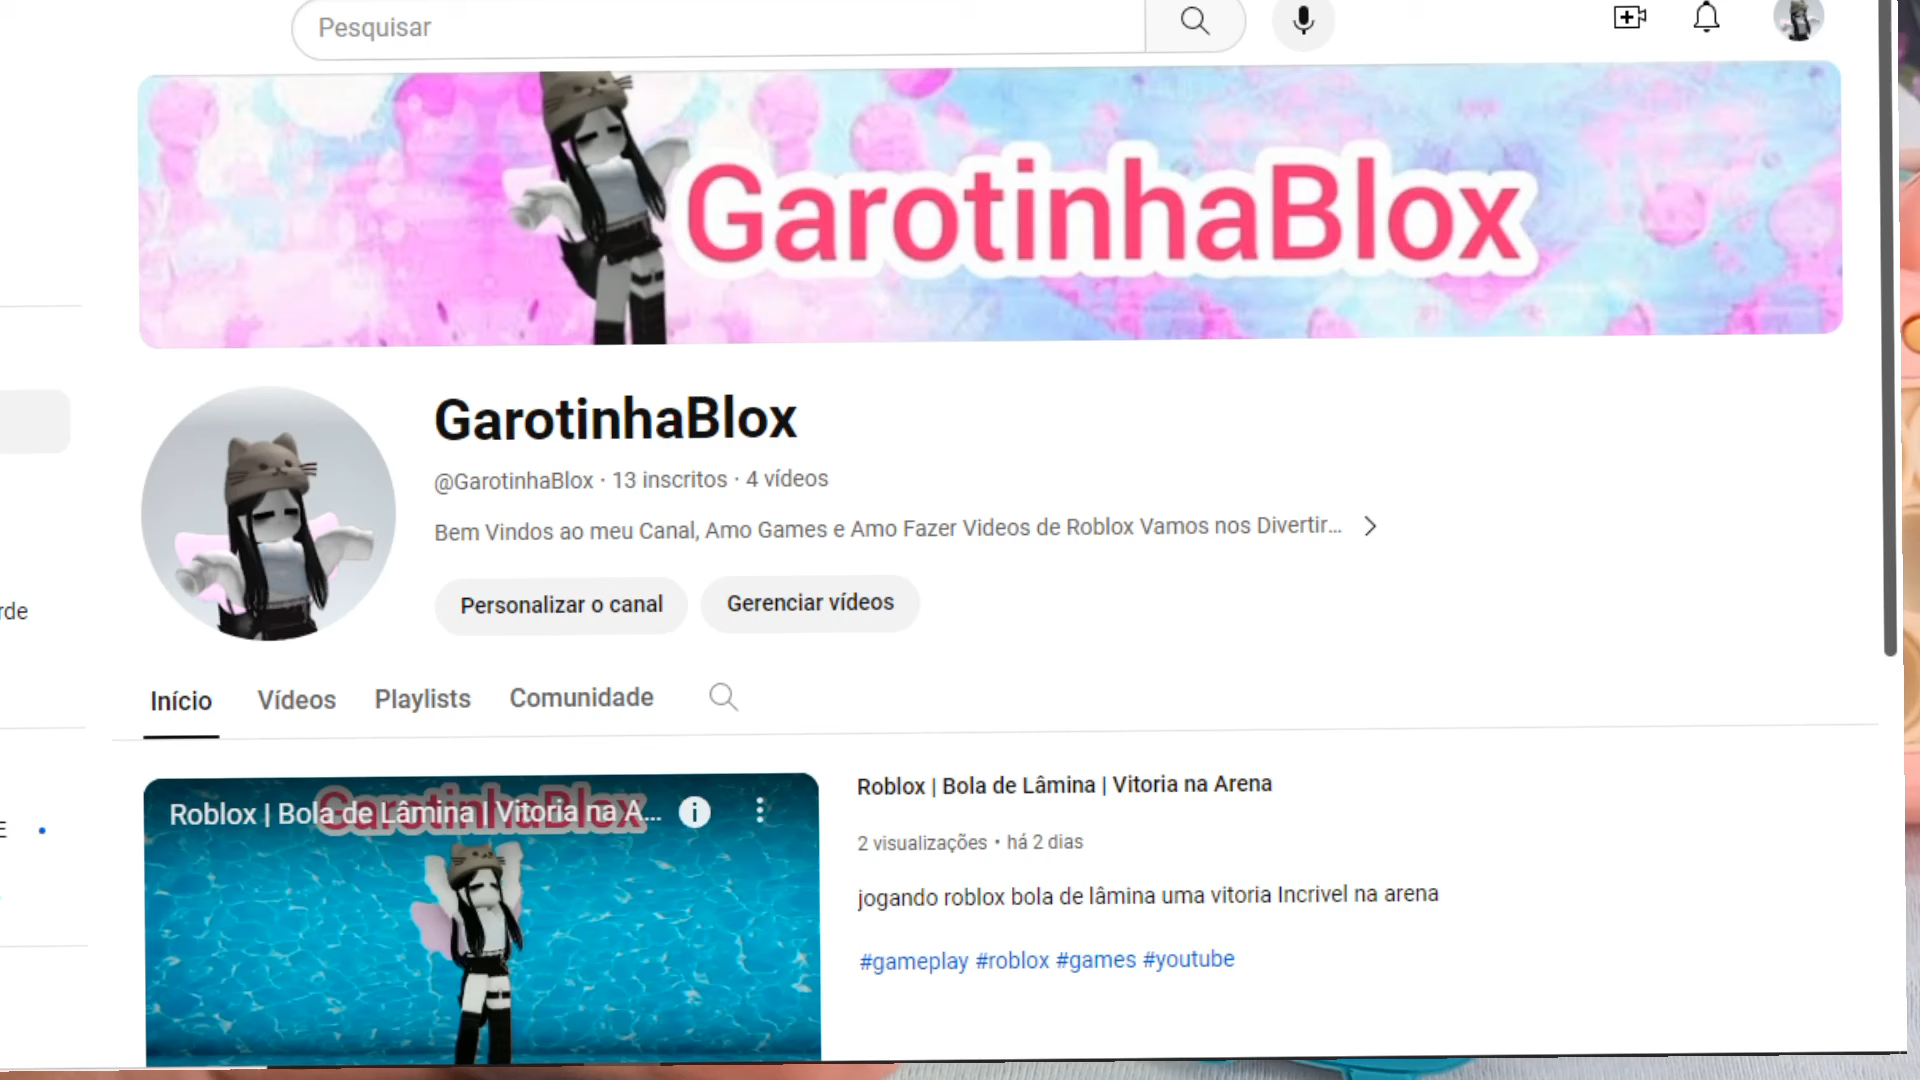 Pesquisar
GarotinhaBlox
GarotinhaBlox
@GarotinhaBlox · 13 inscritos · 4 vídeos
Bem Vindos ao meu Canal, Amo Games e Amo Fazer Videos de Roblox Vamos nos Divertir...
Personalizar o canal
Gerenciar vídeos
rde
Início
Vídeos
Playlists
Comunidade
GarotinhaBlox
Roblox | Bola de Lâmina | Vitoria na A...
Roblox | Bola de Lâmina | Vitoria na Arena
E
2 visualizações • há 2 dias
jogando roblox bola de lâmina uma vitoria Incrivel na arena
#gameplay #roblox #games #youtube